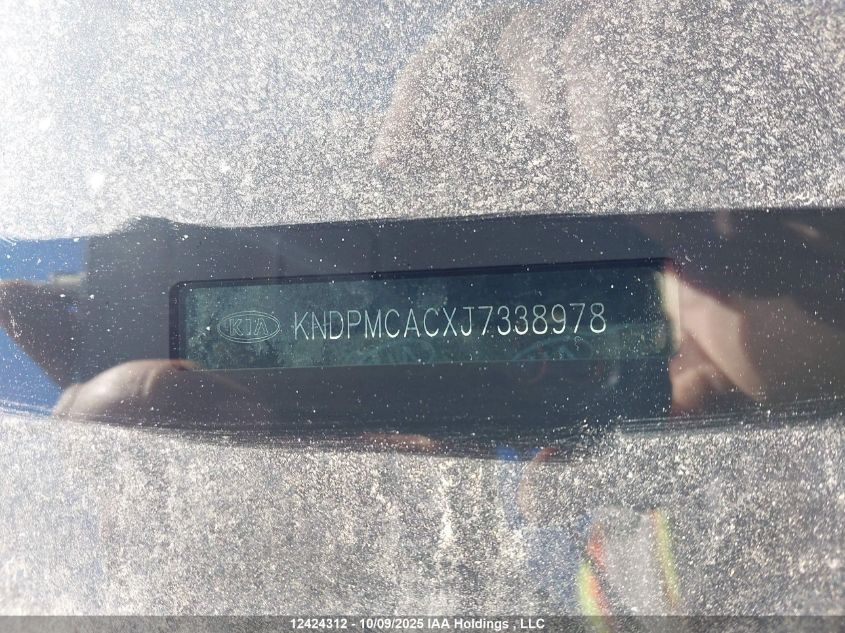 KIA KNDPMCACXJ7338978
12424312 - 10/09/2025 IAA Holdings , LLC